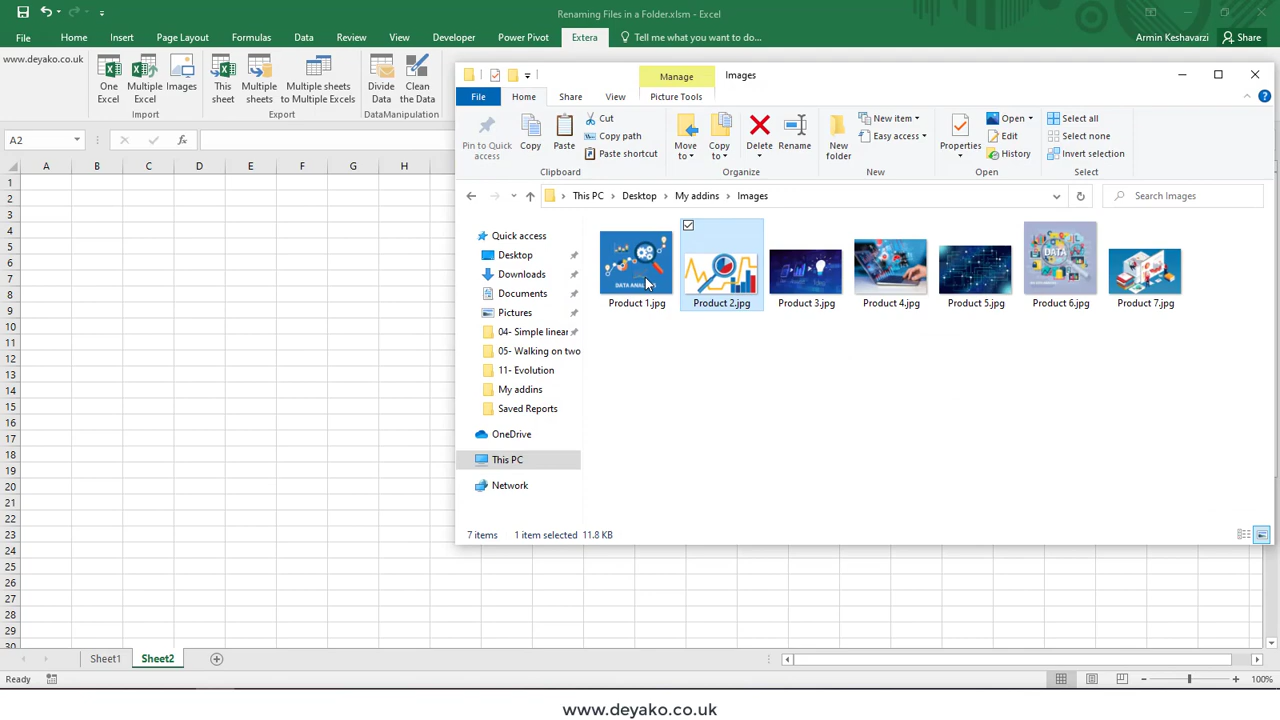 Renaming Files in a Folder.xlsm - Excel
File Home Insert Page Layout Formulas Data Review View Developer Power Pivot Extera Tell me what you want to do... Armin Keshavarzi Share
www.deyako.co.uk
One Excel
Multiple Excel
Images
Import
This sheet
Multiple sheets
Multiple sheets to Multiple Excels
Export
Divide Data
Clean the Data
DataManipulation
A2
fx
A B C D E F G H
1
2
3
4
5
6
7
8
9
10
11
12
13
14
15
16
17
18
19
20
21
22
23
24
25
26
27
28
29
30
Manage
Images
File Home Share View Picture Tools
Pin to Quick access
Copy
Paste
Cut
Copy path
Paste shortcut
Clipboard
Move to
Copy to
Delete
Rename
Organize
New folder
New item
Easy access
New
Properties
Open
Edit
History
Open
Select all
Select none
Invert selection
Select
This PC > Desktop > My addins > Images
Search Images
Quick access
Desktop
Downloads
Documents
Pictures
04- Simple linear
05- Walking on two
11- Evolution
My addins
Saved Reports
OneDrive
This PC
Network
DATA ANALYSIS
DATA
Product 1.jpg Product 2.jpg Product 3.jpg Product 4.jpg Product 5.jpg Product 6.jpg Product 7.jpg
7 items 1 item selected 11.8 KB
Sheet1 Sheet2
Ready
100%
www.deyako.co.uk